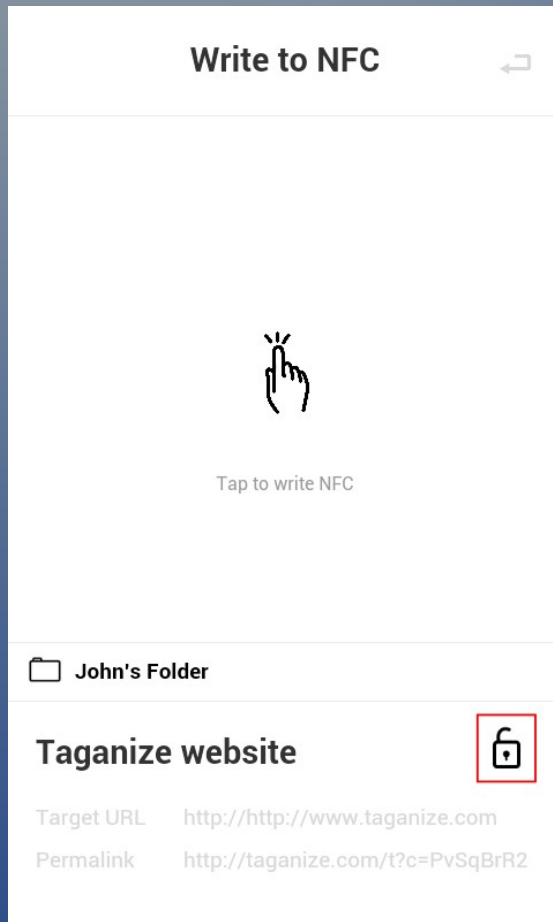 Write to NFC
Tap to write NFC
John's Folder
Taganize website
Target URL http://http://www.taganize.com
Permalink http://taganize.com/t?c=PvSqBrR2